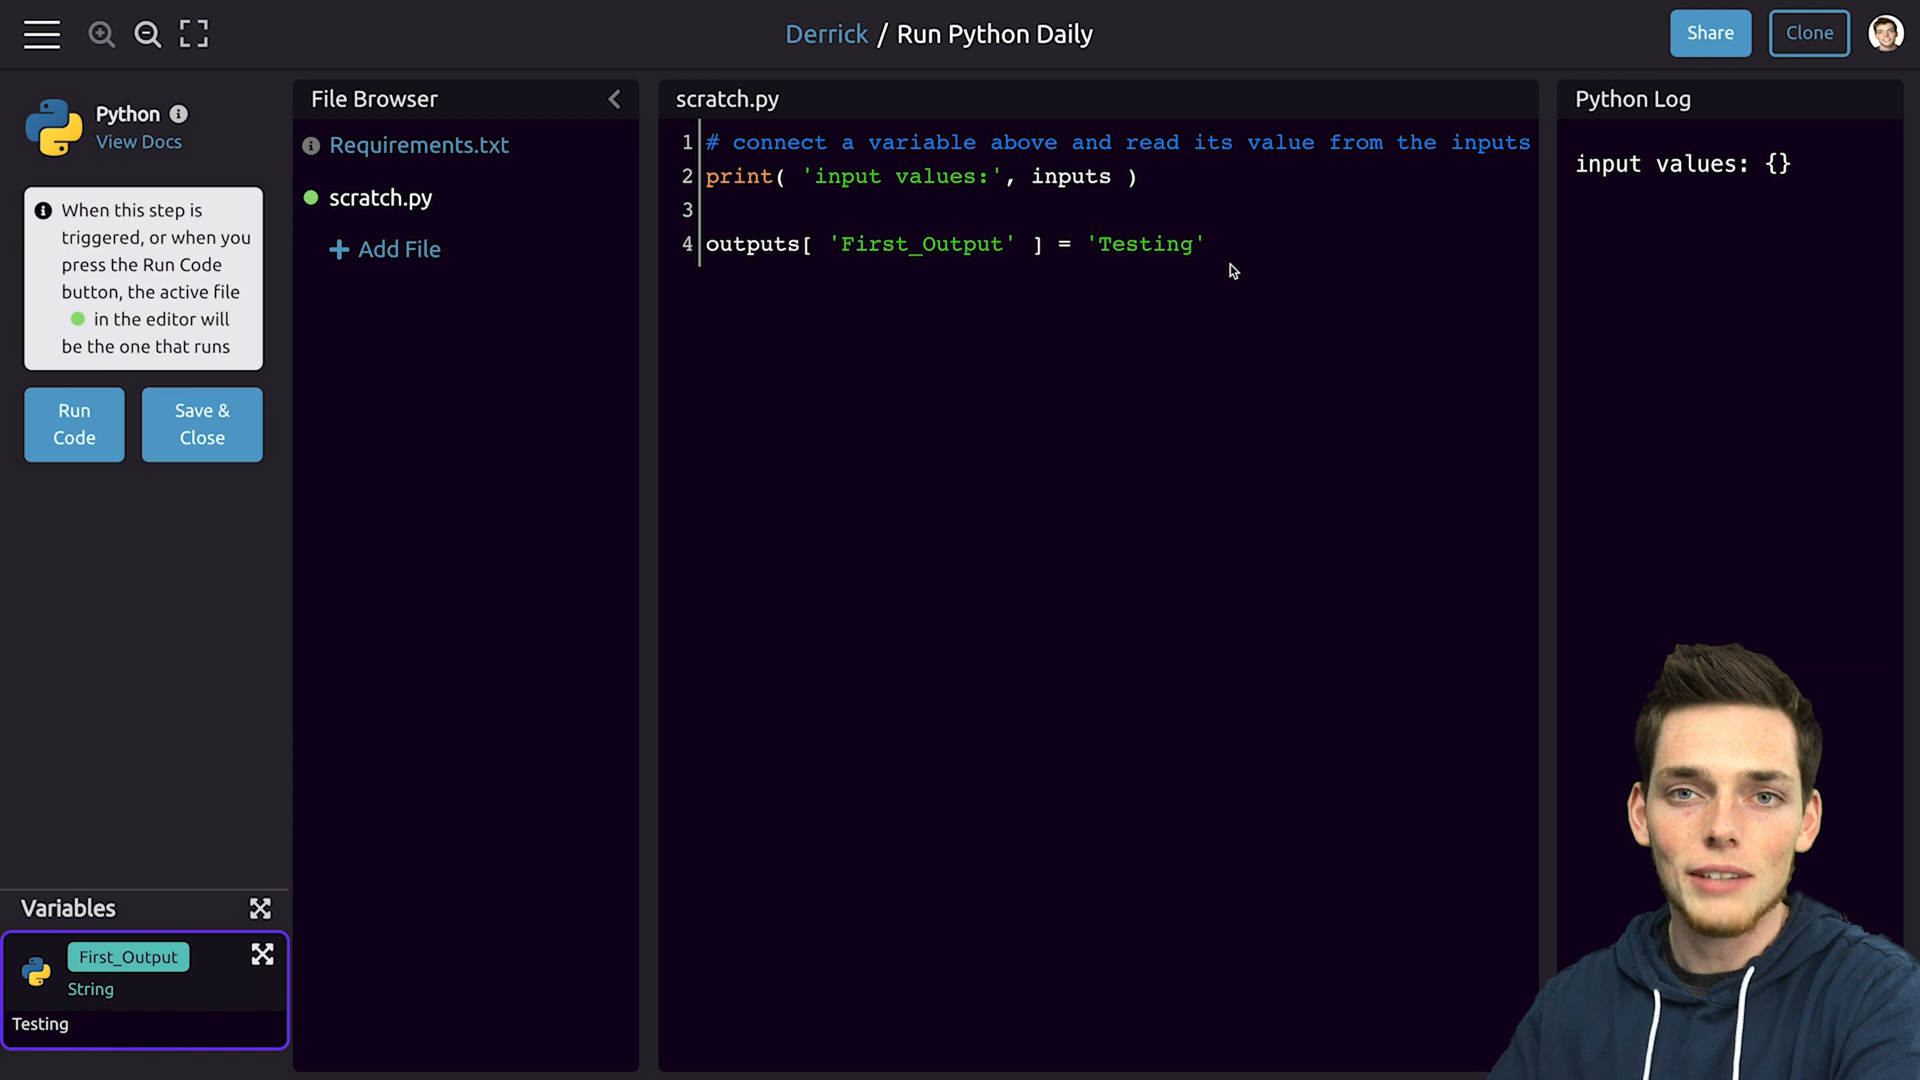 Derrick / Run Python Daily
Share
Clone
Python
View Docs
When this step is
triggered, or when you
press the Run Code
button, the active file
in the editor will
be the one that runs
Run
Code
Save &
Close
File Browser
Requirements.txt
scratch.py
+ Add File
scratch.py
1 # connect a variable above and read its value from the inputs
2 print( 'input values:', inputs )
3
4 outputs[ 'First_Output' ] = 'Testing'
Python Log
input values: {}
Variables
First_Output
String
Testing